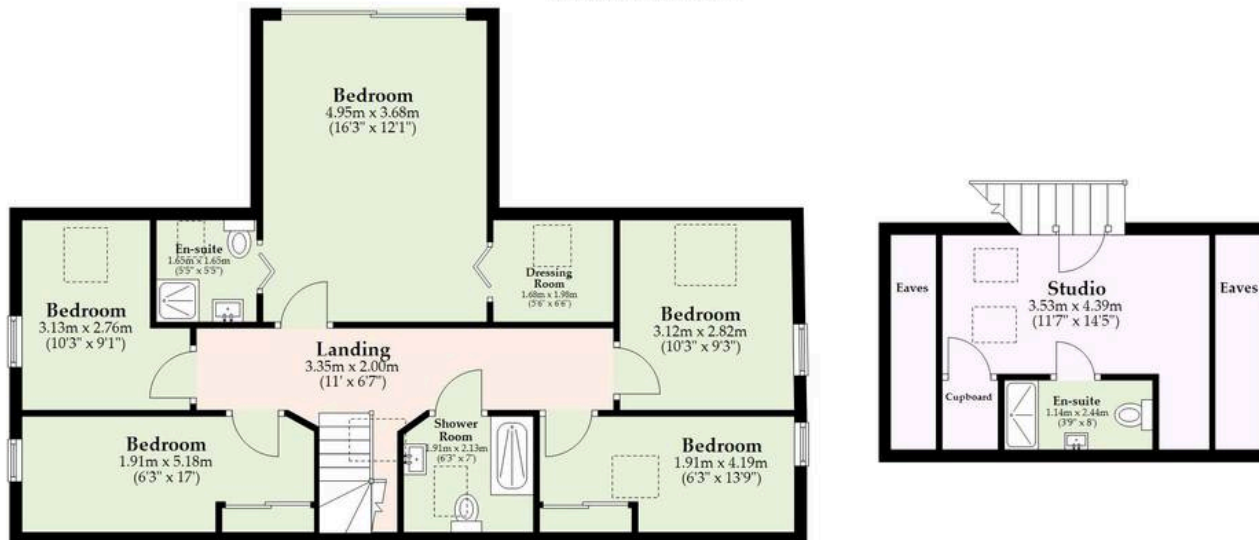 Bedroom
4.95m x 3.68m
(16'3" x 12'1")
En-suite
1.65m x 1.65m
(5'5" x 5'5")
Dressing
Room
1.68m x 1.98m
(5'6" x 6'6")
Bedroom
3.13m x 2.76m
(10'3" x 9'1")
Bedroom
3.12m x 2.82m
(10'3" x 9'3")
Landing
3.35m x 2.00m
(11' x 6'7")
Bedroom
1.91m x 5.18m
(6'3" x 17')
Shower
Room
1.91m x 2.13m
(6'3" x 7')
Bedroom
1.91m x 4.19m
(6'3" x 13'9")
Eaves
Studio
3.53m x 4.39m
(11'7" x 14'5")
Eaves
Cupboard
En-suite
1.14m x 2.44m
(3'9" x 8')